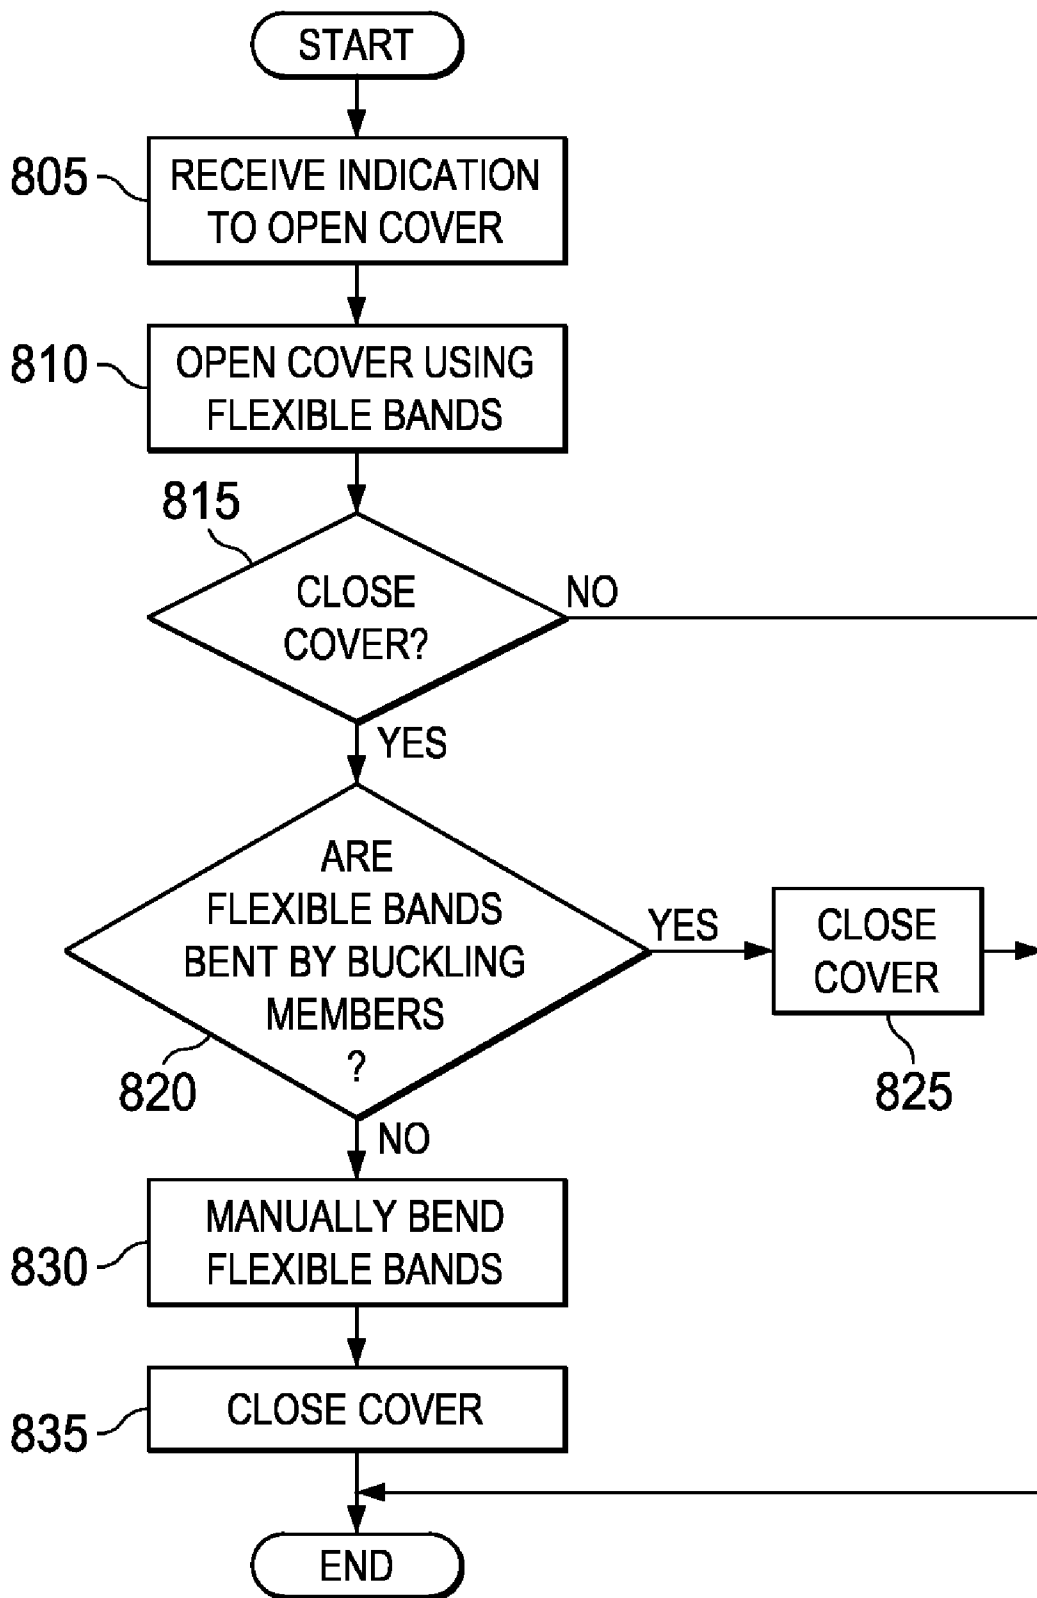 START
805
RECEIVE INDICATION
TO OPEN COVER
810
OPEN COVER USING
FLEXIBLE BANDS
815
CLOSE
COVER?
NO
YES
ARE
FLEXIBLE BANDS
BENT BY BUCKLING
MEMBERS
?
820
YES
CLOSE
COVER
825
NO
830
MANUALLY BEND
FLEXIBLE BANDS
835
CLOSE COVER
END